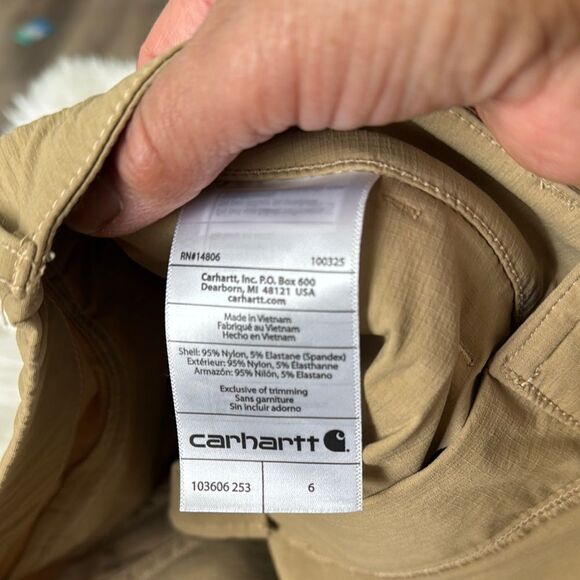 RN#14806 100325
Carhartt, Inc. P.O. Box 600
Dearborn, MI 48121 USA
carhartt.com
Made in Vietnam
Fabriqué au Vietnam
Hecho en Vietnam
Shell: 95% Nylon, 5% Elastane (Spandex)
Extérieur: 95% Nylon, 5% Élasthanne
Armazón: 95% Nilón, 5% Elastano
Exclusive of trimming
Sans garniture
Sin incluir adorno
carhartt
103606 253 6